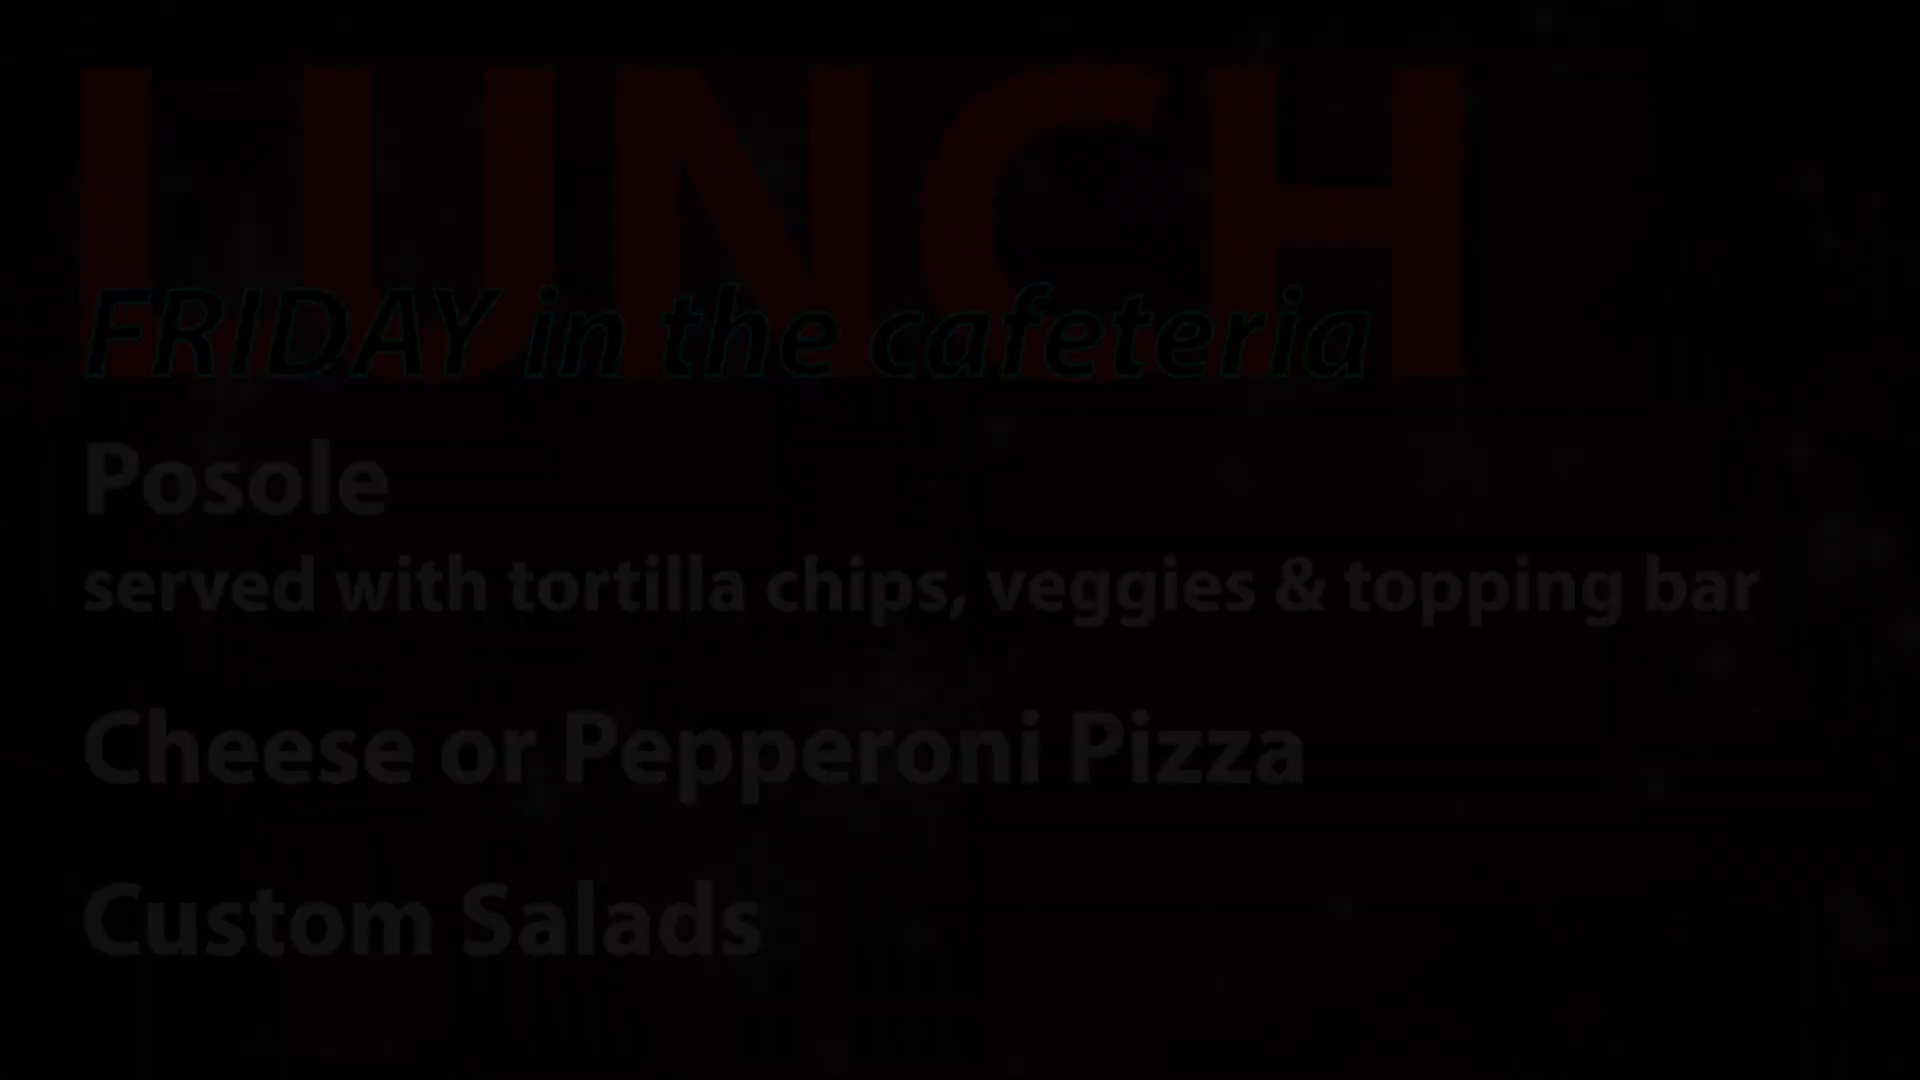 LUNCH
FRIDAY in the cafeteria
Posole
served with tortilla chips, veggies & topping bar
Cheese or Pepperoni Pizza
Custom Salads